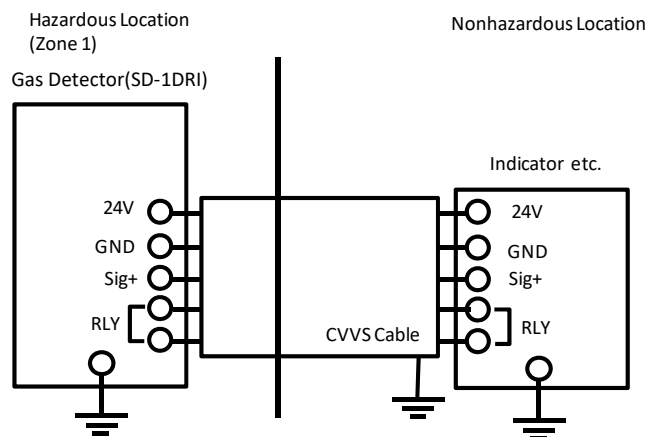 Hazardous Location
(Zone 1)
Nonhazardous Location
Gas Detector(SD-1DRI)
Indicator etc.
24V
GND
Sig+
RLY
CVVS Cable
24V
GND
Sig+
RLY